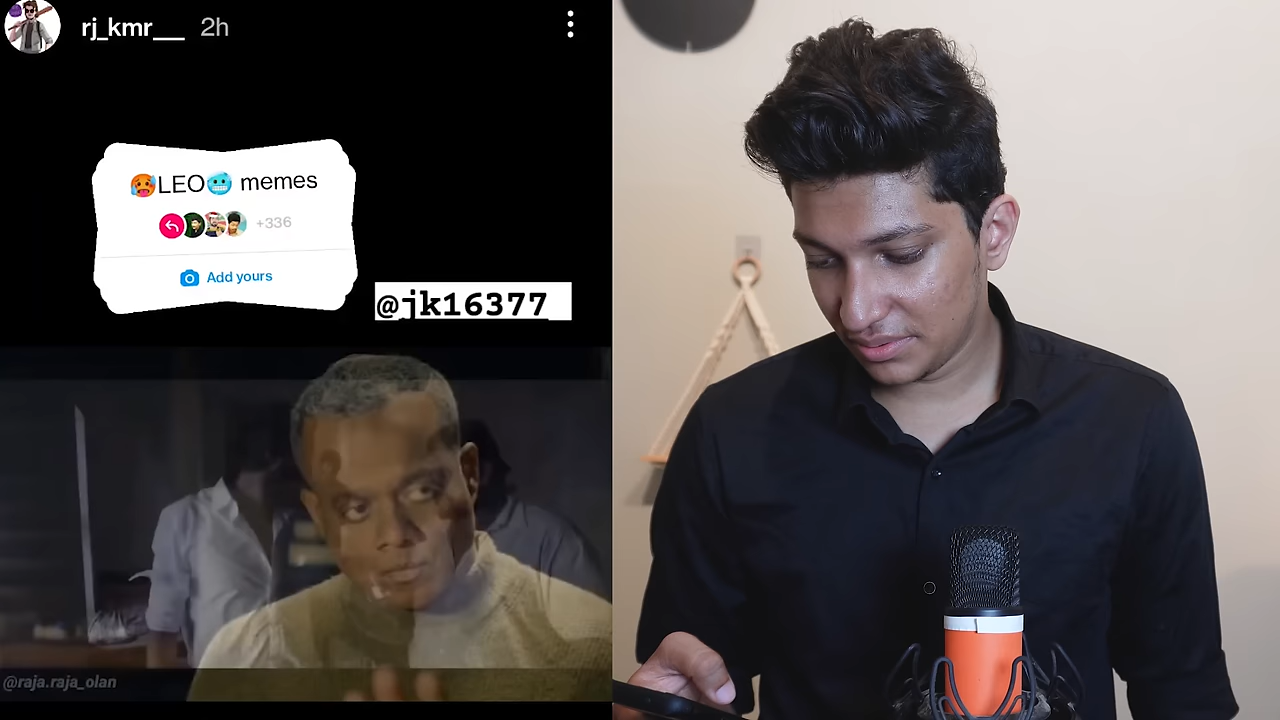 rj_kmr__ 2h
🥵LEO🥶 memes
+336
Add yours
@jk16377
@raja.raja_olan